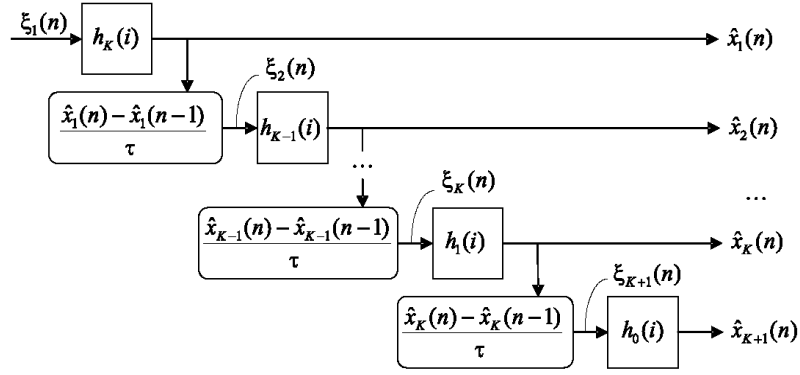 ξ₁(n)
h_K(i)
x̂₁(n)
x̂₁(n) − x̂₁(n−1)
τ
ξ₂(n)
h_{K−1}(i)
x̂₂(n)
...
ξ_K(n)
...
x̂_{K−1}(n) − x̂_{K−1}(n−1)
τ
h₁(i)
x̂_K(n)
ξ_{K+1}(n)
x̂_K(n) − x̂_K(n−1)
τ
h₀(i)
x̂_{K+1}(n)